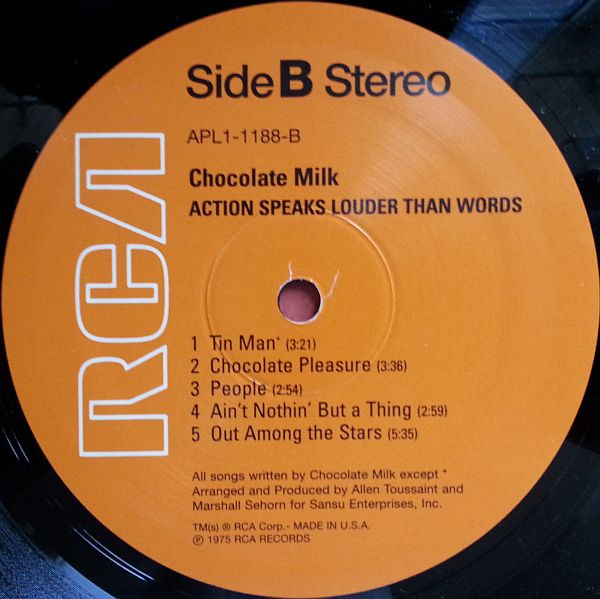 Side B Stereo
APL1-1188-B
Chocolate Milk
ACTION SPEAKS LOUDER THAN WORDS
RCA
1 Tin Man* (3:21)
2 Chocolate Pleasure (3:36)
3 People (2:54)
4 Ain't Nothin' But a Thing (2:59)
5 Out Among the Stars (5:35)
All songs written by Chocolate Milk except *
Arranged and Produced by Allen Toussaint and
Marshall Sehorn for Sansu Enterprises, Inc.
TM(s) ® RCA Corp.- MADE IN U.S.A.
℗ 1975 RCA RECORDS